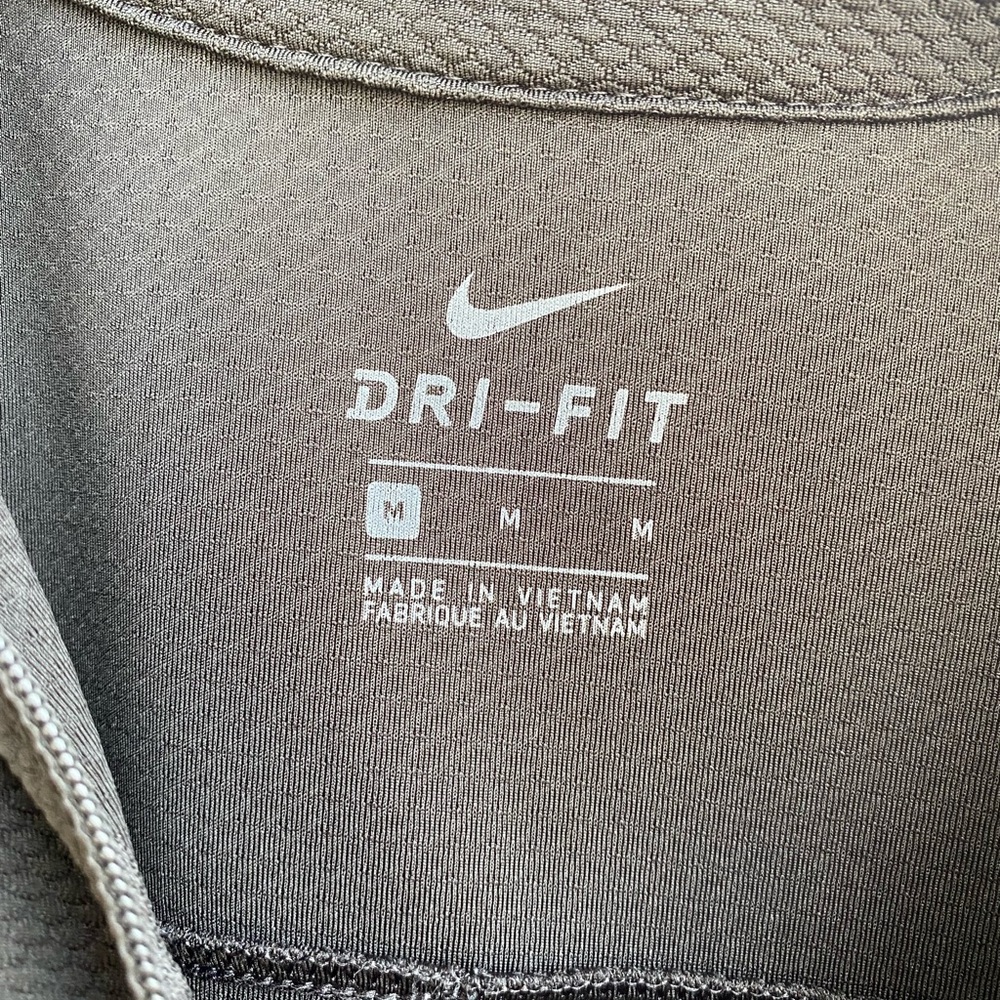 DRI-FIT
M M M
MADE IN VIETNAM
FABRIQUE AU VIETNAM